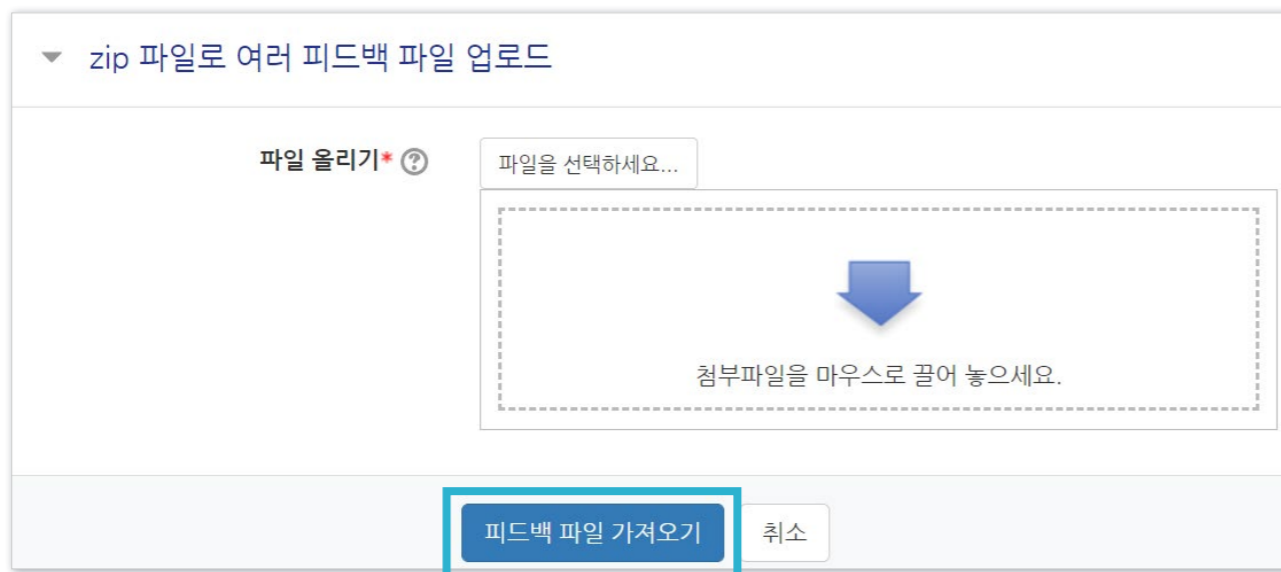 zip 파일로 여러 피드백 파일 업로드
파일 올리기*
파일을 선택하세요...
첨부파일을 마우스로 끌어 놓으세요.
피드백 파일 가져오기 취소